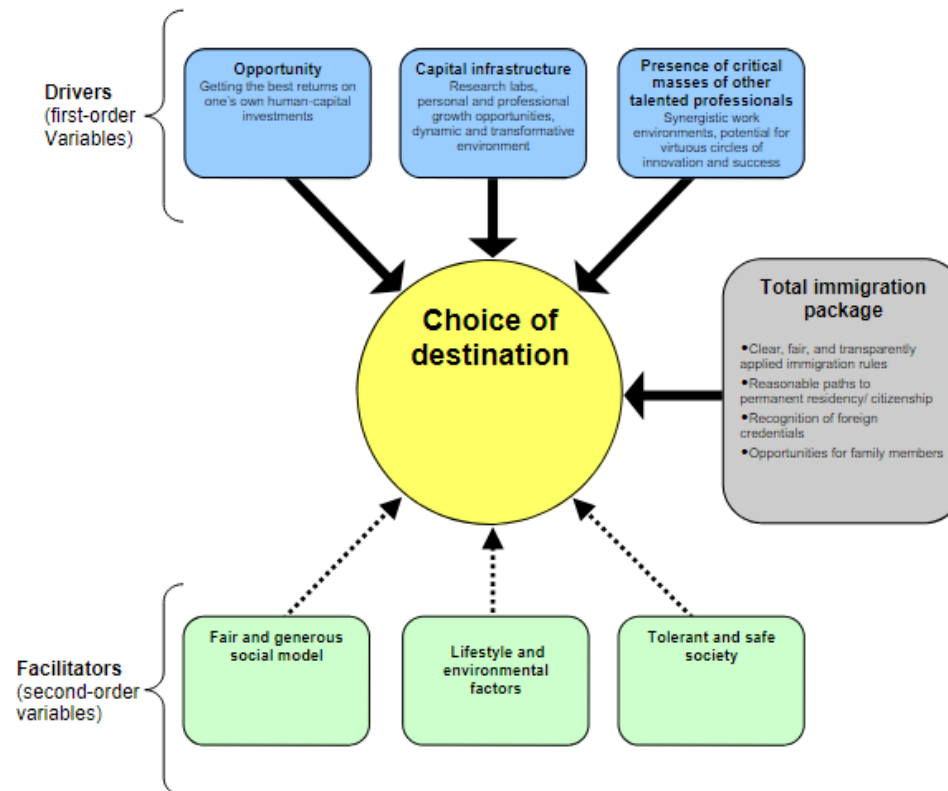 Drivers
(first-order
Variables)
Opportunity
Getting the best returns on
one's own human-capital
investments
Capital infrastructure
Research labs,
personal and professional
growth opportunities,
dynamic and transformative
environment
Presence of critical
masses of other
talented professionals
Synergistic work
environments, potential for
virtuous circles of
innovation and success
Choice of
destination
Total immigration
package
•Clear, fair, and transparently
applied immigration rules
•Reasonable paths to
permanent residency/ citizenship
•Recognition of foreign
credentials
•Opportunities for family members
Facilitators
(second-order
variables)
Fair and generous
social model
Lifestyle and
environmental
factors
Tolerant and safe
society